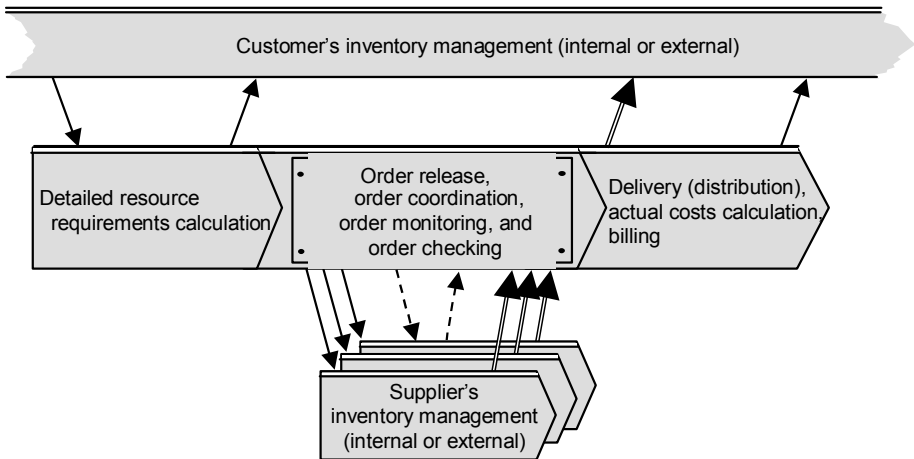 Customer’s inventory management (internal or external)
Detailed resource
requirements calculation
Order release,
order coordination,
order monitoring, and
order checking
Delivery (distribution),
actual costs calculation,
billing
Supplier’s
inventory management
(internal or external)